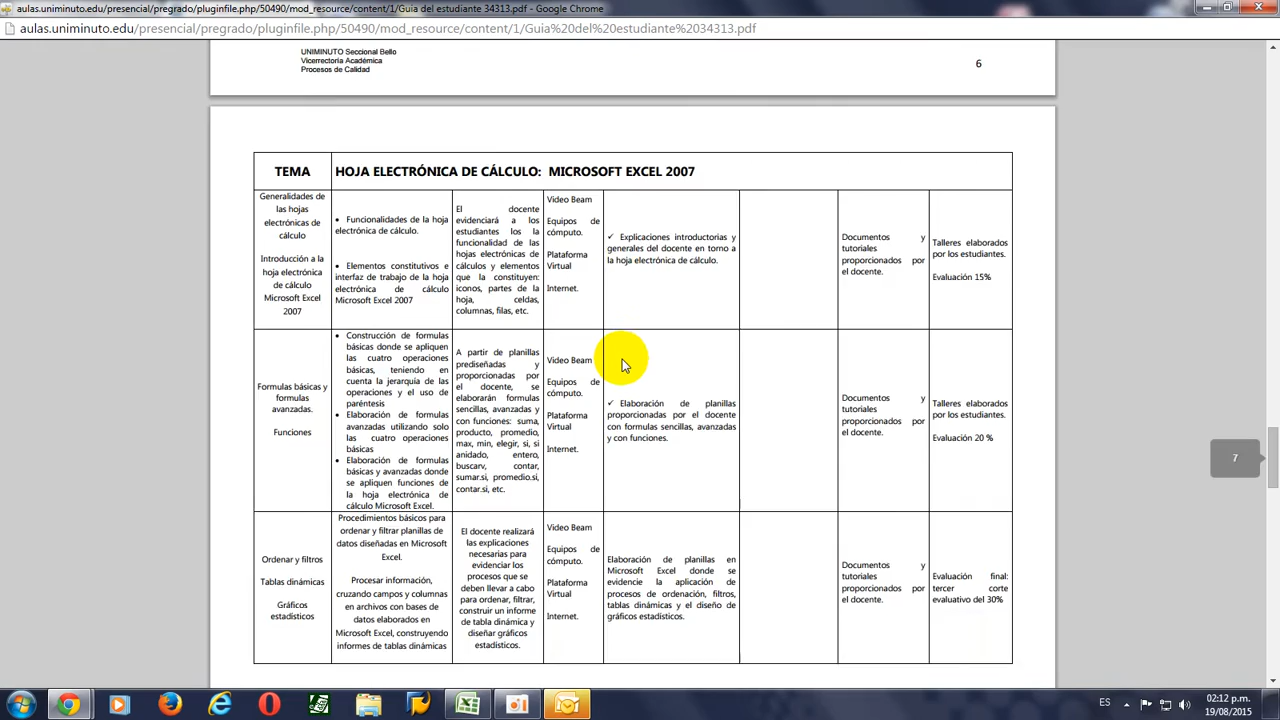 aulas.uniminuto.edu/presencial/pregrado/pluginfile.php/50490/mod_resource/content/1/Guia del estudiante 34313.pdf - Google Chrome
aulas.uniminuto.edu/presencial/pregrado/pluginfile.php/50490/mod_resource/content/1/Guia%20del%20estudiante%2034313.pdf
UNIMINUTO Seccional Bello
Vicerrectoría Académica
Procesos de Calidad
6
TEMA
HOJA ELECTRÓNICA DE CÁLCULO: MICROSOFT EXCEL 2007
Generalidades de
las hojas
electrónicas de
cálculo
Introducción a la
hoja electrónica
de cálculo
Microsoft Excel
2007
• Funcionalidades de la hoja
electrónica de cálculo.
• Elementos constitutivos e
interfaz de trabajo de la hoja
electrónica de cálculo
Microsoft Excel 2007
El docente
evidenciará a los
estudiantes los la
funcionalidad de las
hojas electrónicas de
cálculos y elementos
que la constituyen:
iconos, partes de la
hoja, celdas,
columnas, filas, etc.
Video Beam
Equipos de
cómputo.
Plataforma
Virtual
Internet.
✓ Explicaciones introductorias y
generales del docente en torno a
la hoja electrónica de cálculo.
Documentos y
tutoriales
proporcionados por
el docente.
Talleres elaborados
por los estudiantes.
Evaluación 15%
Formulas básicas y
formulas
avanzadas.
Funciones
• Construcción de formulas
básicas donde se apliquen
las cuatro operaciones
básicas, teniendo en
cuenta la jerarquía de las
operaciones y el uso de
paréntesis
• Elaboración de formulas
avanzadas utilizando solo
las cuatro operaciones
básicas
• Elaboración de formulas
básicas y avanzadas donde
se apliquen funciones de
la hoja electrónica de
cálculo Microsoft Excel.
A partir de planillas
prediseñadas y
proporcionadas por
el docente, se
elaborarán formulas
sencillas, avanzadas y
con funciones: suma,
producto, promedio,
max, min, elegir, si, si
anidado, entero,
buscarv, contar,
sumar.si, promedio.si,
contar.si, etc.
Video Beam
Equipos de
cómputo.
Plataforma
Virtual
Internet.
✓ Elaboración de planillas
proporcionadas por el docente
con formulas sencillas, avanzadas
y con funciones.
Documentos y
tutoriales
proporcionados por
el docente.
Talleres elaborados
por los estudiantes.
Evaluación 20 %
7
Ordenar y filtros
Tablas dinámicas
Gráficos
estadísticos
Procedimientos básicos para
ordenar y filtrar planillas de
datos diseñadas en Microsoft
Excel.
Procesar información,
cruzando campos y columnas
en archivos con bases de
datos elaborados en
Microsoft Excel, construyendo
informes de tablas dinámicas
El docente realizará
las explicaciones
necesarias para
evidenciar los
procesos que se
deben llevar a cabo
para ordenar, filtrar,
construir un informe
de tabla dinámica y
diseñar gráficos
estadísticos.
Video Beam
Equipos de
cómputo.
Plataforma
Virtual
Internet.
Elaboración de planillas en
Microsoft Excel donde se
evidencie la aplicación de
procesos de ordenación, filtros,
tablas dinámicas y el diseño de
gráficos estadísticos.
Documentos y
tutoriales
proporcionados por
el docente.
Evaluación final:
tercer corte
evaluativo del 30%
ES
02:12 p.m.
19/08/2015